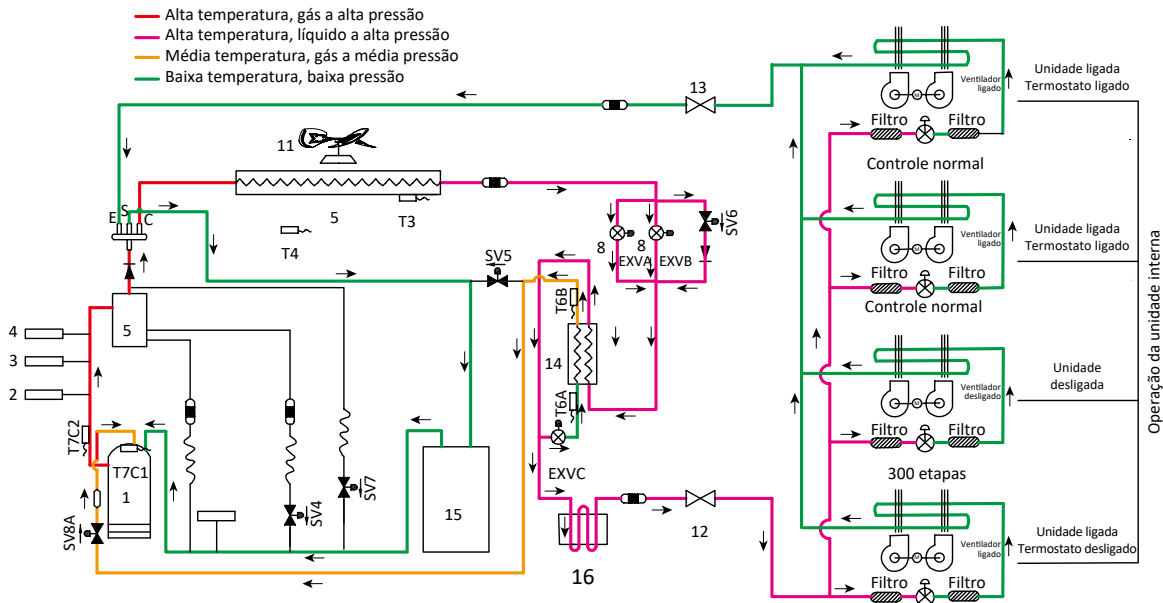 Alta temperatura, gás a alta pressão
Alta temperatura, líquido a alta pressão
Média temperatura, gás a média pressão
Baixa temperatura, baixa pressão
13
11
5
T3
T4
E
S
C
SV5
8
8
SV6
EXVA
EXVB
T6B
14
T6A
EXVC
5
4
3
2
T7C2
T7C1
1
SV8A
SV4
SV7
15
16
12
Ventilador
ligado
M
Filtro
Filtro
Unidade ligada
Termostato ligado
Controle normal
Ventilador
ligado
M
Filtro
Filtro
Unidade ligada
Termostato ligado
Controle normal
Ventilador
desligado
M
Filtro
Filtro
Unidade
desligada
300 etapas
Ventilador
ligado
M
Filtro
Filtro
Unidade ligada
Termostato desligado
Operação da unidade interna